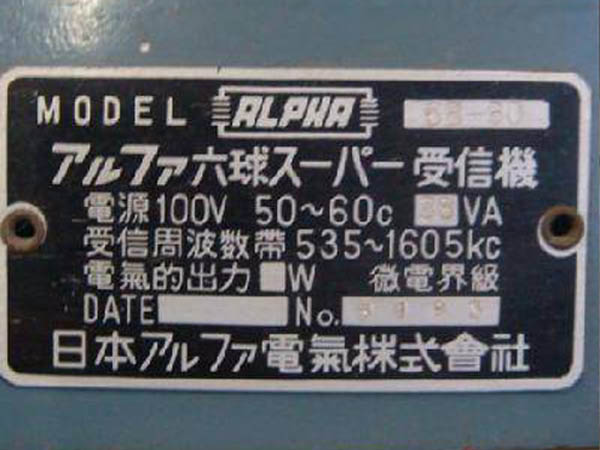 MODEL ALPHA
アルファ六球スーパー受信機
電源100V 50~60c VA
受信周波数帯535~1605kc
電氣的出力 W 微電界級
DATE No.
日本アルファ電氣株式會社